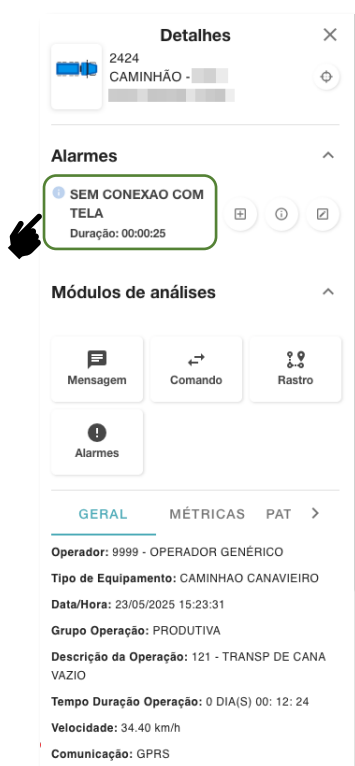 Detalhes
2424
CAMINHÃO -
Alarmes
SEM CONEXAO COM
TELA
Duração: 00:00:25
Módulos de análises
Mensagem
Comando
Rastro
Alarmes
GERAL
MÉTRICAS
PAT
Operador: 9999 - OPERADOR GENÉRICO
Tipo de Equipamento: CAMINHAO CANAVIEIRO
Data/Hora: 23/05/2025 15:23:31
Grupo Operação: PRODUTIVA
Descrição da Operação: 121 - TRANSP DE CANA
VAZIO
Tempo Duração Operação: 0 DIA(S) 00: 12: 24
Velocidade: 34.40 km/h
Comunicação: GPRS